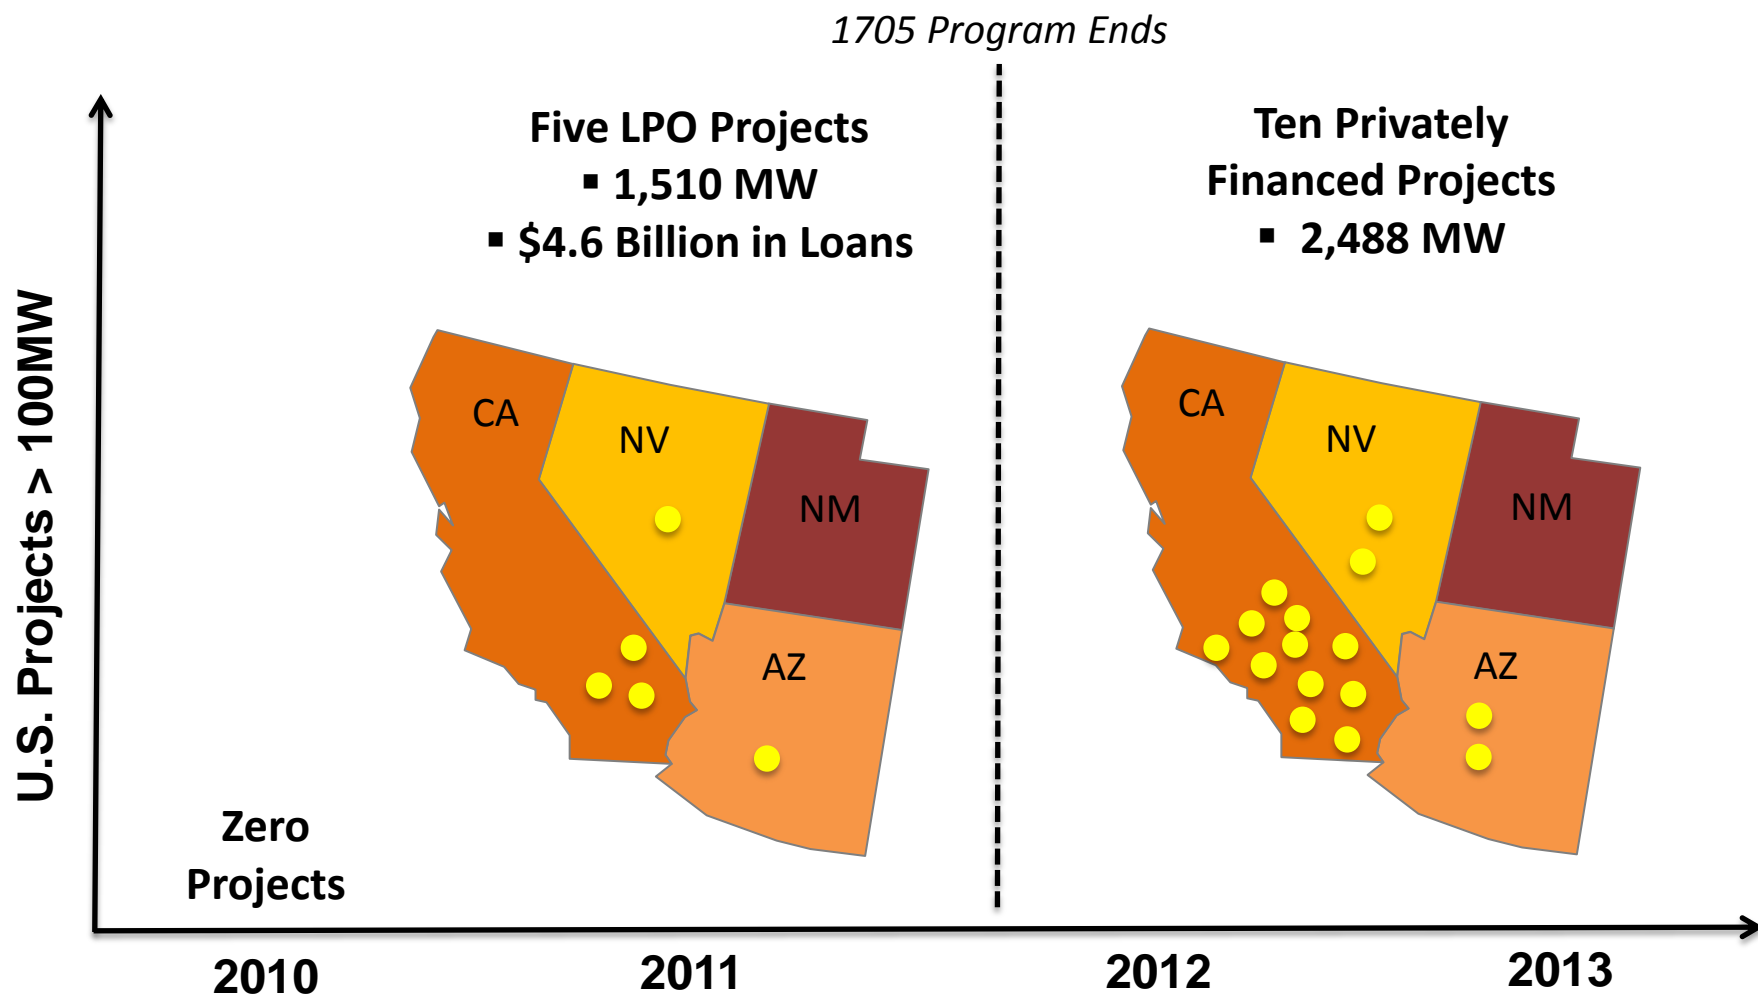 1705 Program Ends
Five LPO Projects
▪ 1,510 MW
▪ $4.6 Billion in Loans
Ten Privately
Financed Projects
▪ 2,488 MW
U.S. Projects > 100MW
CA
NV
NM
AZ
CA
NV
NM
AZ
Zero
Projects
2010
2011
2012
2013